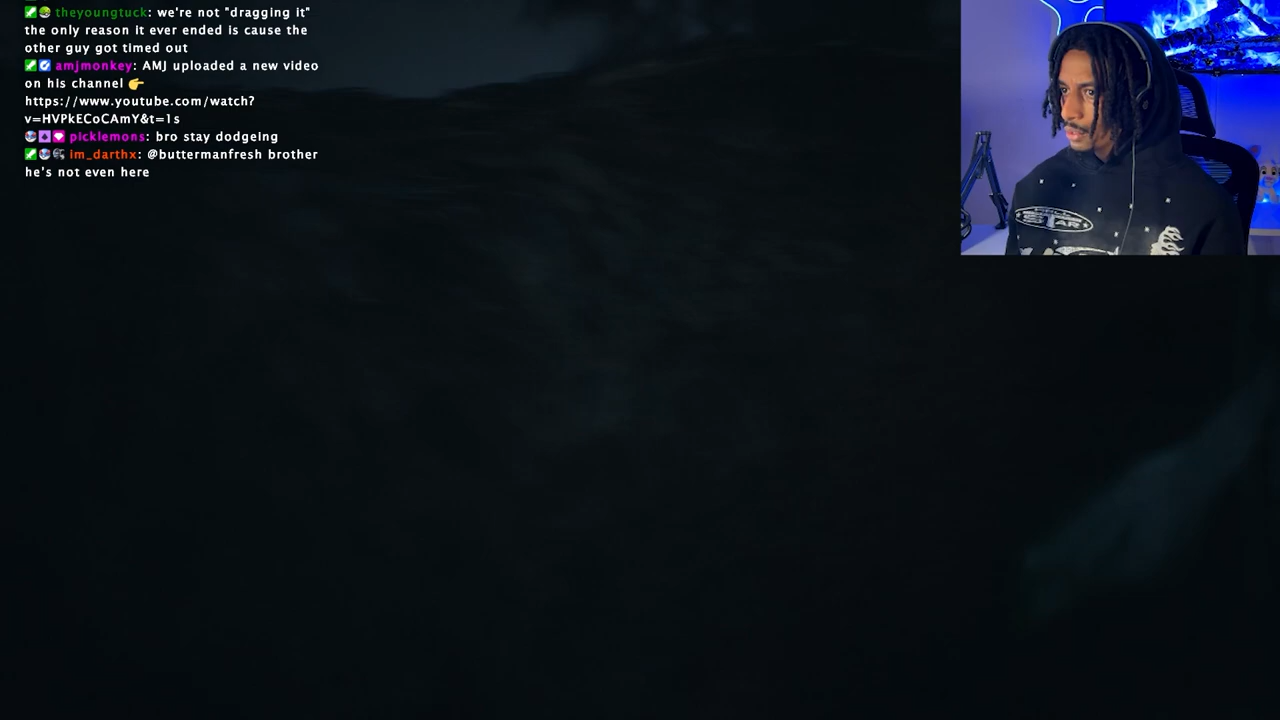 theyoungtuck: we're not "dragging it"
the only reason it ever ended is cause the
other guy got timed out
amjmonkey: AMJ uploaded a new video
on his channel 👉
https://www.youtube.com/watch?
v=HVPkECoCAmY&t=1s
picklemons: bro stay dodgeing
im_darthx: @buttermanfresh brother
he's not even here
STAR